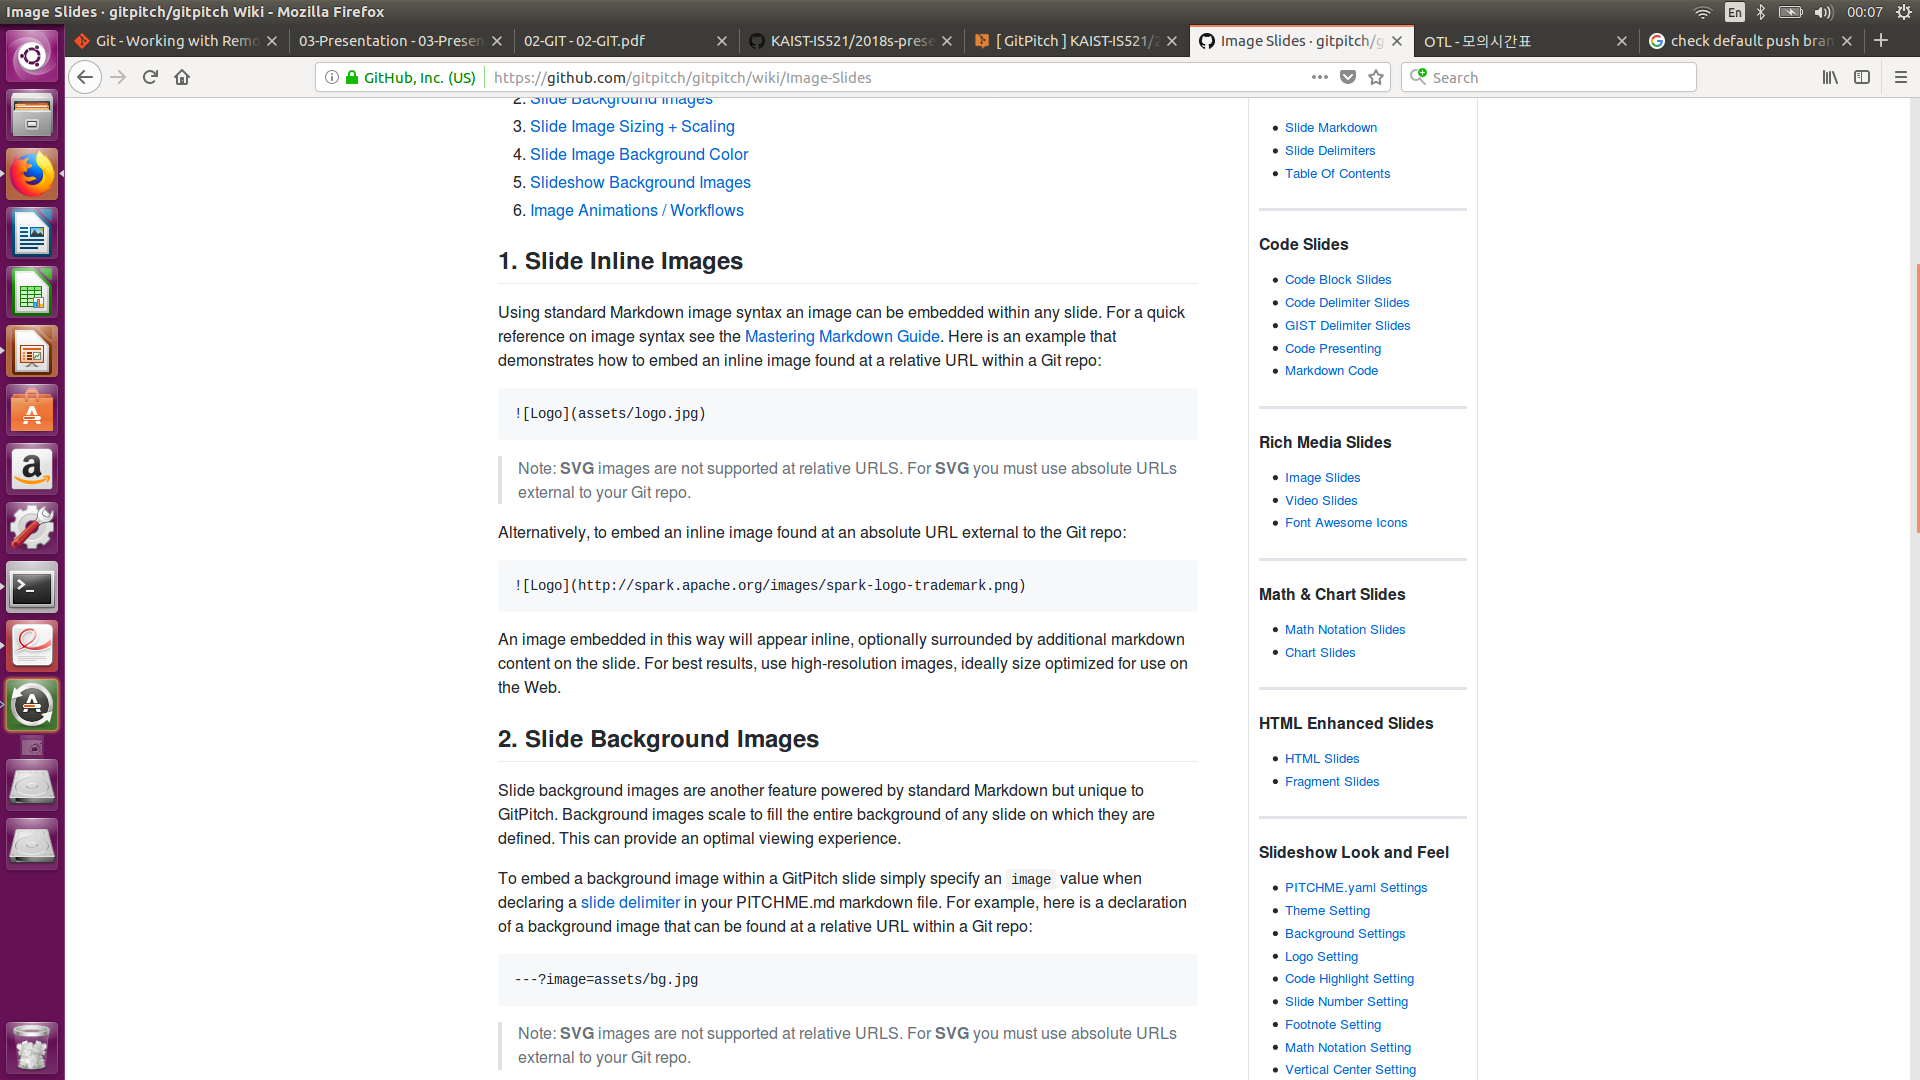 Image Slides · gitpitch/gitpitch Wiki - Mozilla Firefox
En
00:07
Git - Working with Remo
03-Presentation - 03-Presen
02-GIT - 02-GIT.pdf
KAIST-IS521/2018s-prese
[ GitPitch ] KAIST-IS521/2
Image Slides · gitpitch/g
OTL - 모의시간표
check default push bran
GitHub, Inc. (US)
https://github.com/gitpitch/gitpitch/wiki/Image-Slides
Search
2. Slide Background Images
3. Slide Image Sizing + Scaling
4. Slide Image Background Color
5. Slideshow Background Images
6. Image Animations / Workflows
1. Slide Inline Images
Using standard Markdown image syntax an image can be embedded within any slide. For a quick
reference on image syntax see the Mastering Markdown Guide. Here is an example that
demonstrates how to embed an inline image found at a relative URL within a Git repo:
![Logo](assets/logo.jpg)
Note: SVG images are not supported at relative URLS. For SVG you must use absolute URLs
external to your Git repo.
Alternatively, to embed an inline image found at an absolute URL external to the Git repo:
![Logo](http://spark.apache.org/images/spark-logo-trademark.png)
An image embedded in this way will appear inline, optionally surrounded by additional markdown
content on the slide. For best results, use high-resolution images, ideally size optimized for use on
the Web.
2. Slide Background Images
Slide background images are another feature powered by standard Markdown but unique to
GitPitch. Background images scale to fill the entire background of any slide on which they are
defined. This can provide an optimal viewing experience.
To embed a background image within a GitPitch slide simply specify an image value when
declaring a slide delimiter in your PITCHME.md markdown file. For example, here is a declaration
of a background image that can be found at a relative URL within a Git repo:
---?image=assets/bg.jpg
Note: SVG images are not supported at relative URLS. For SVG you must use absolute URLs
external to your Git repo.
Slide Markdown
Slide Delimiters
Table Of Contents
Code Slides
Code Block Slides
Code Delimiter Slides
GIST Delimiter Slides
Code Presenting
Markdown Code
Rich Media Slides
Image Slides
Video Slides
Font Awesome Icons
Math & Chart Slides
Math Notation Slides
Chart Slides
HTML Enhanced Slides
HTML Slides
Fragment Slides
Slideshow Look and Feel
PITCHME.yaml Settings
Theme Setting
Background Settings
Logo Setting
Code Highlight Setting
Slide Number Setting
Footnote Setting
Math Notation Setting
Vertical Center Setting